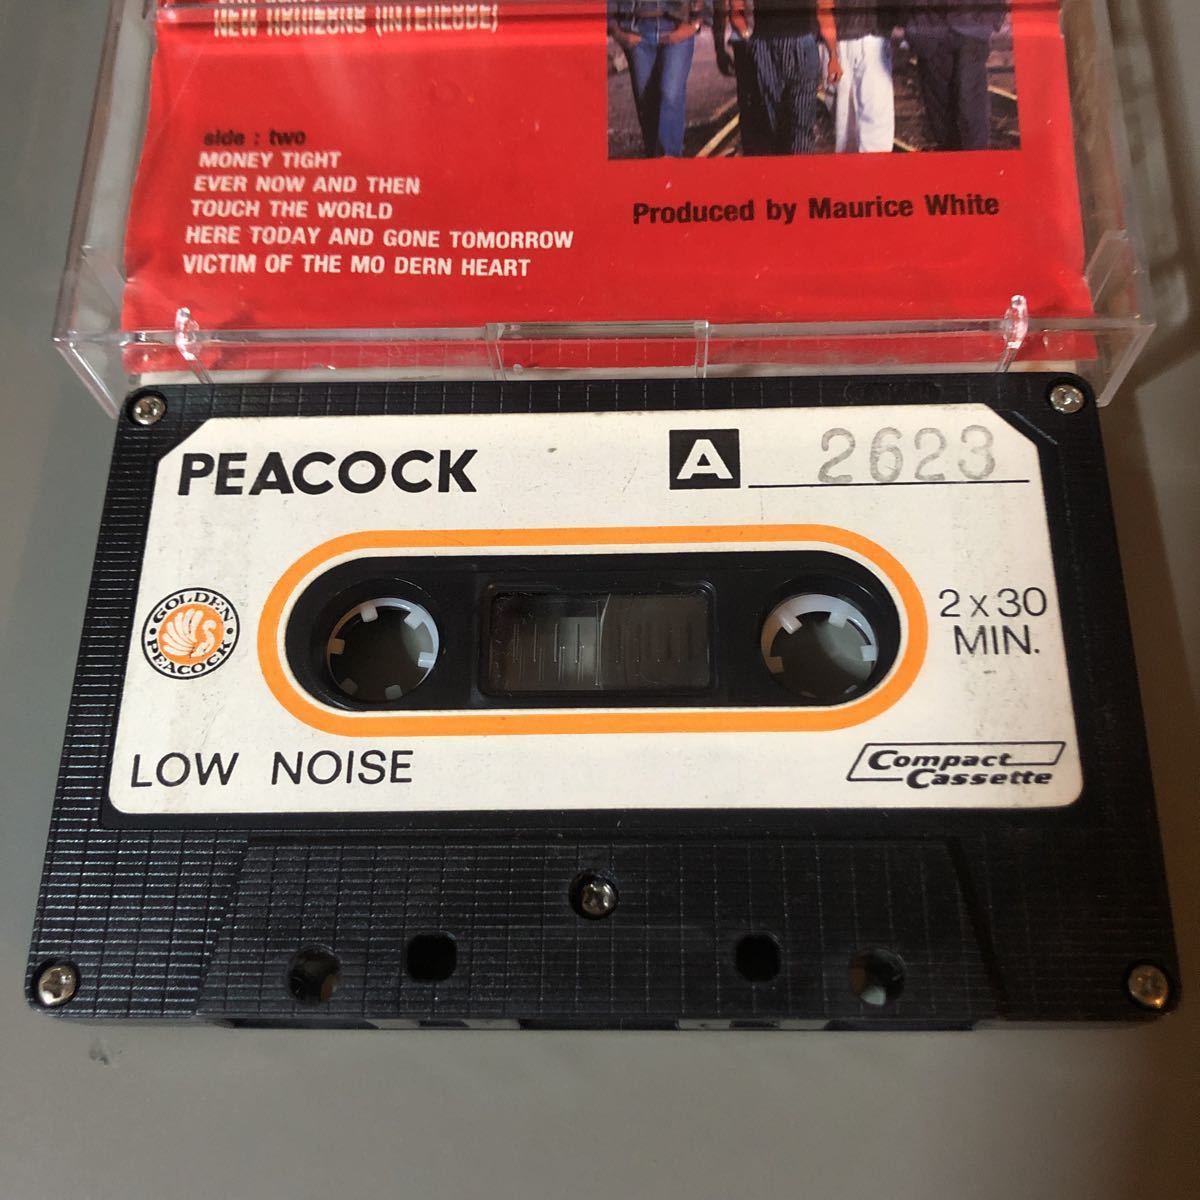 NEW HORIZONS (INTERLUDE)
side : two
MONEY TIGHT
EVER NOW AND THEN
TOUCH THE WORLD
HERE TODAY AND GONE TOMORROW
VICTIM OF THE MO DERN HEART
Produced by Maurice White
PEACOCK
A 2623
GOLDEN
PEACOCK
2 x 30
MIN.
LOW NOISE
Compact
Cassette